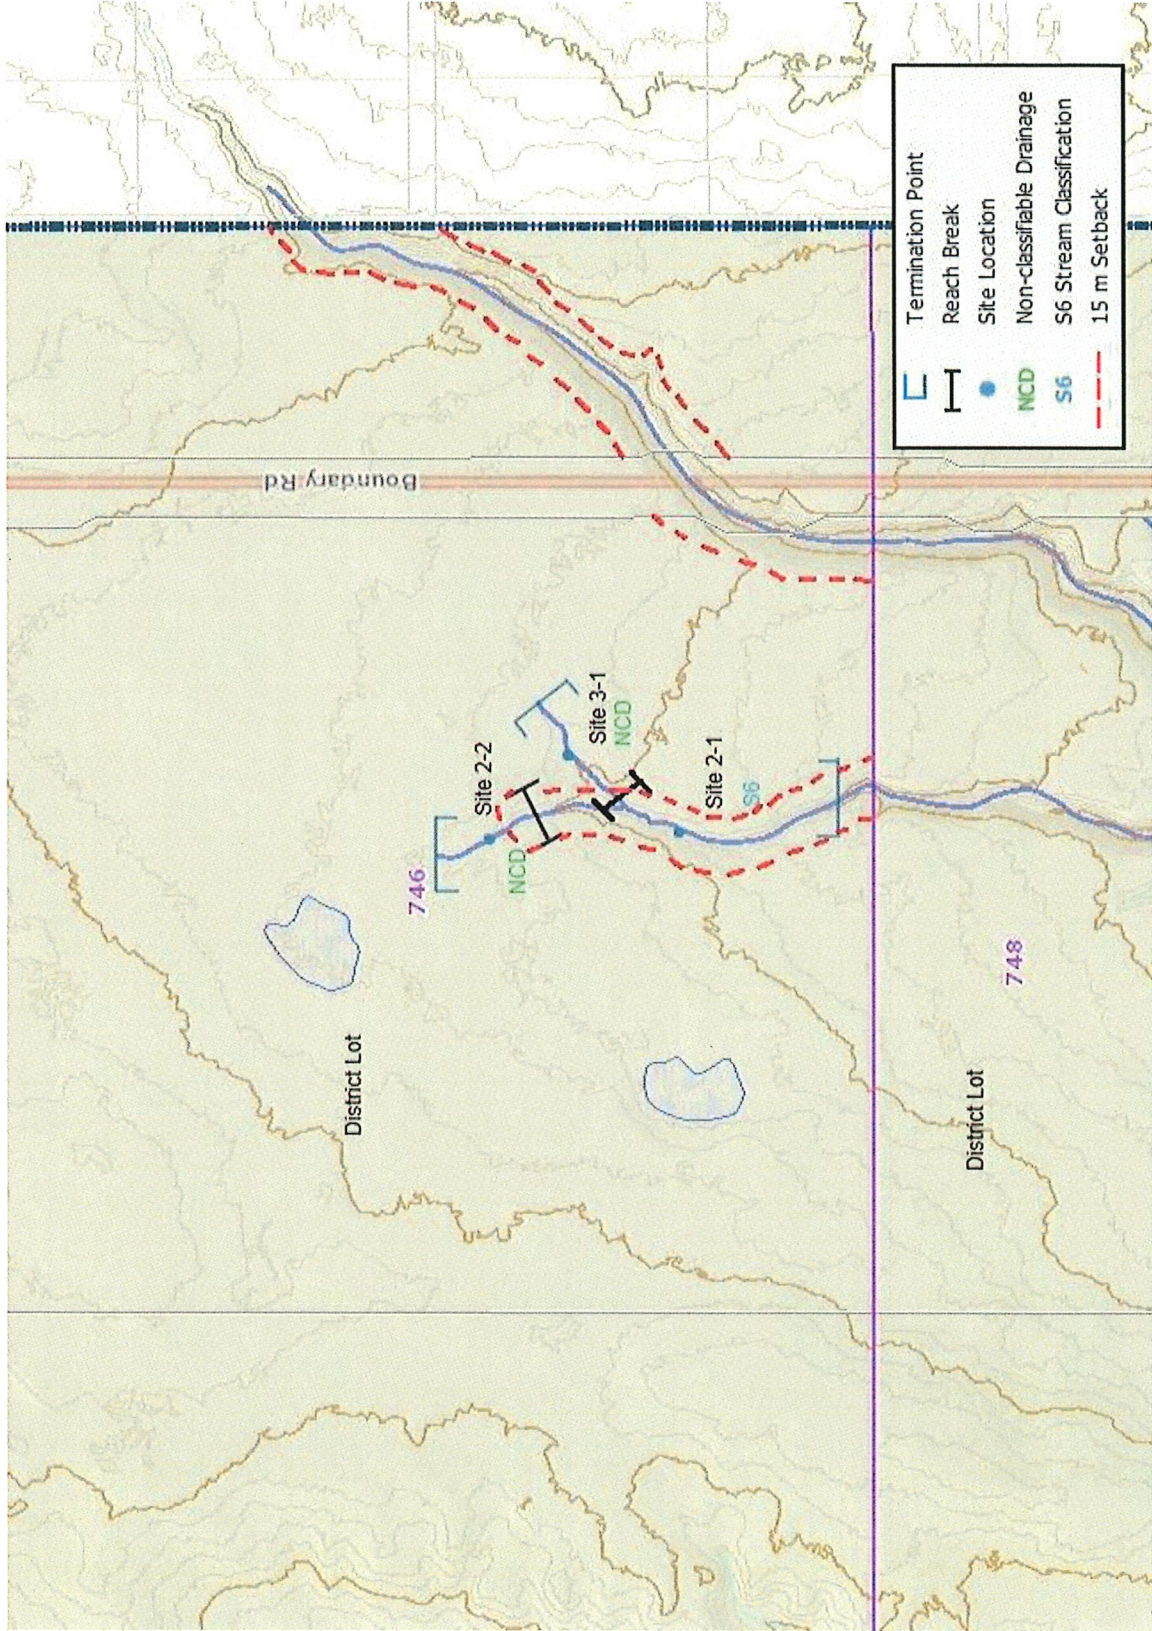 Boundary Rd
Site 3-1
NCD
Site 2-2
NCD
Site 2-1
S6
746
District Lot
748
District Lot
Termination Point
Reach Break
Site Location
NCD Non-classifiable Drainage
S6 S6 Stream Classification
15 m Setback